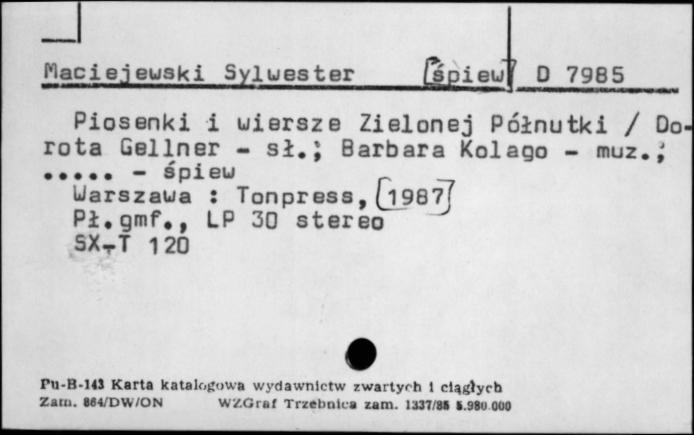 Maciejewski Sylwester [śpiew] D 7985
Piosenki i wiersze Zielonej Półnutki / Do-
rota Gellner - sł.; Barbara Kolago - muz.;
..... - śpiew
Warszawa : Tonpress, [1987]
Pł.gmf., LP 30 stereo
SX-T 120
Pu-B-143 Karta katalogowa wydawnictw zwartych i ciągłych
Zam. 864/DW/ON WZGraf Trzebnica zam. 1337/85 5.980.000